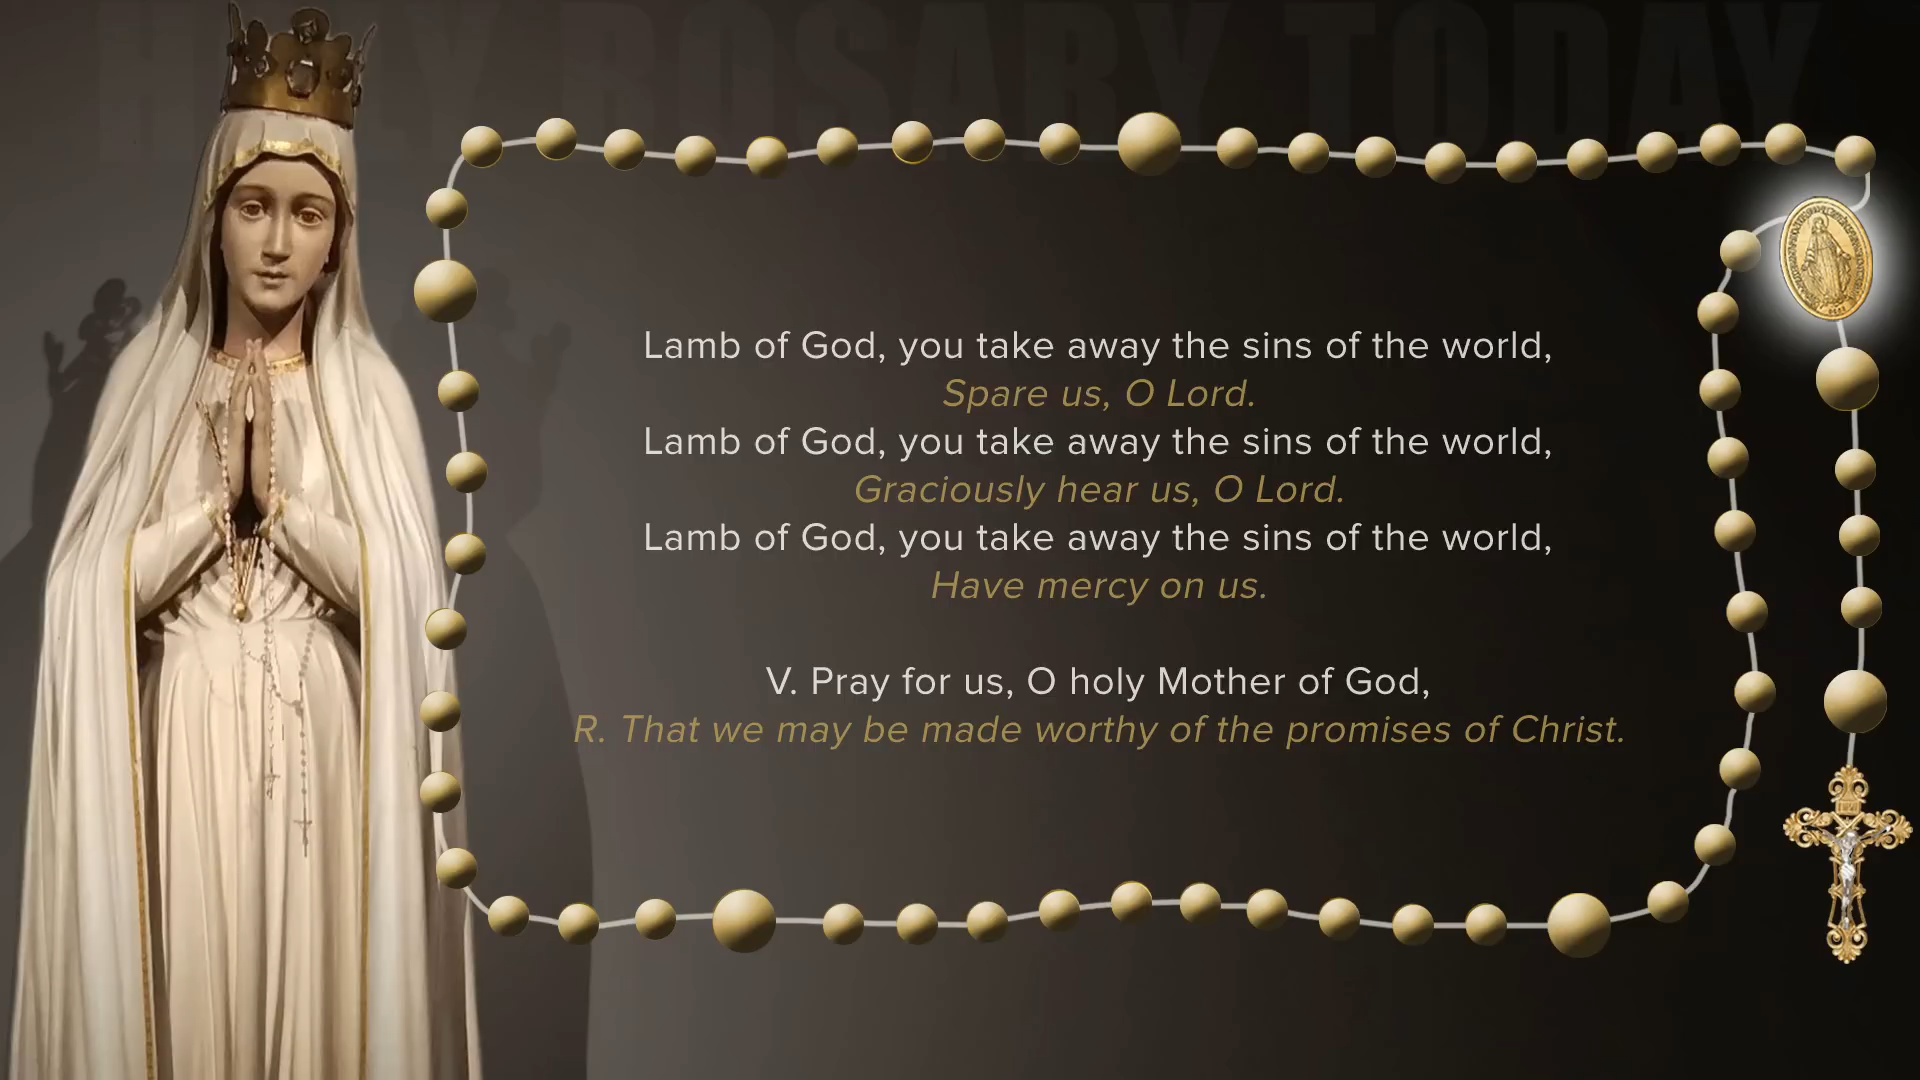 HOLY ROSARY TODAY
Lamb of God, you take away the sins of the world,
Spare us, O Lord.
Lamb of God, you take away the sins of the world,
Graciously hear us, O Lord.
Lamb of God, you take away the sins of the world,
Have mercy on us.
V. Pray for us, O holy Mother of God,
R. That we may be made worthy of the promises of Christ.